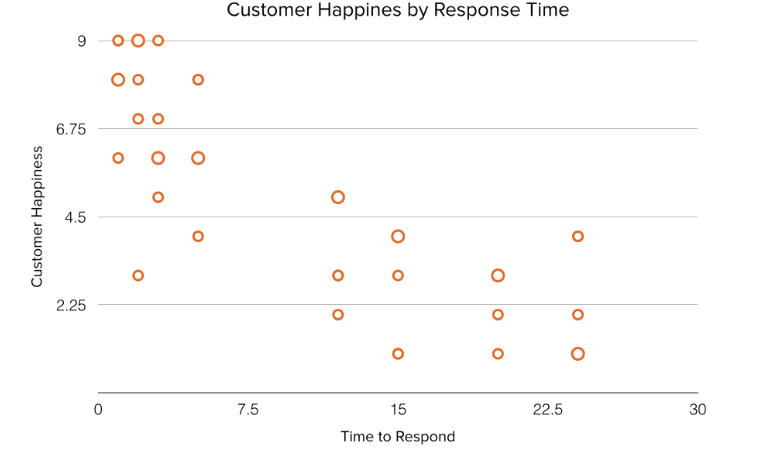 Customer Happines by Response Time
9
6.75
4.5
2.25
Customer Happiness
0 7.5 15 22.5 30
Time to Respond